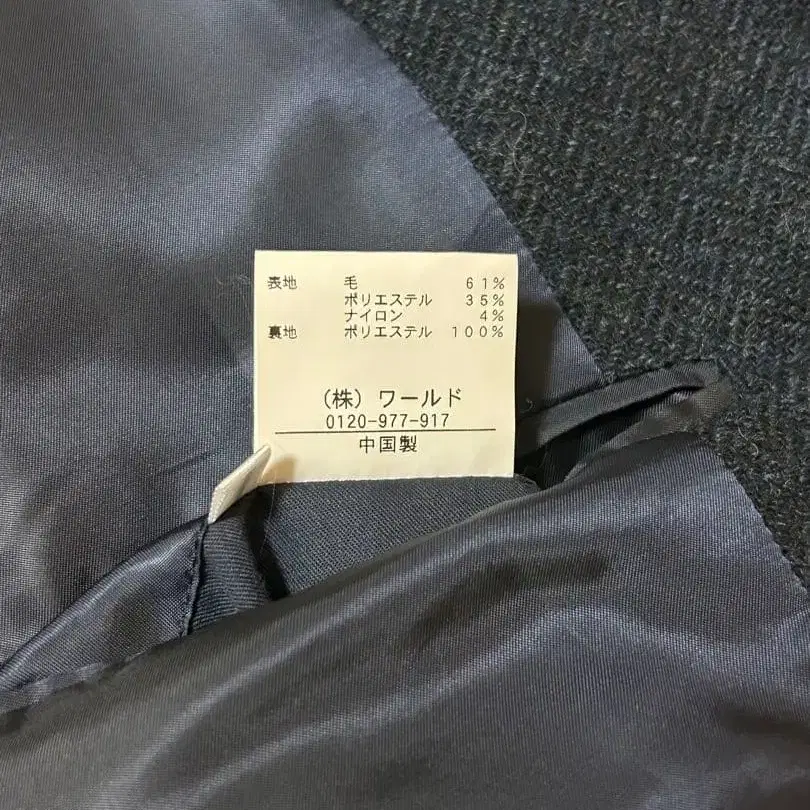 表地 毛 61%
ポリエステル 35%
ナイロン 4%
裏地 ポリエステル 100%
(株) ワールド
0120-977-917
中国製